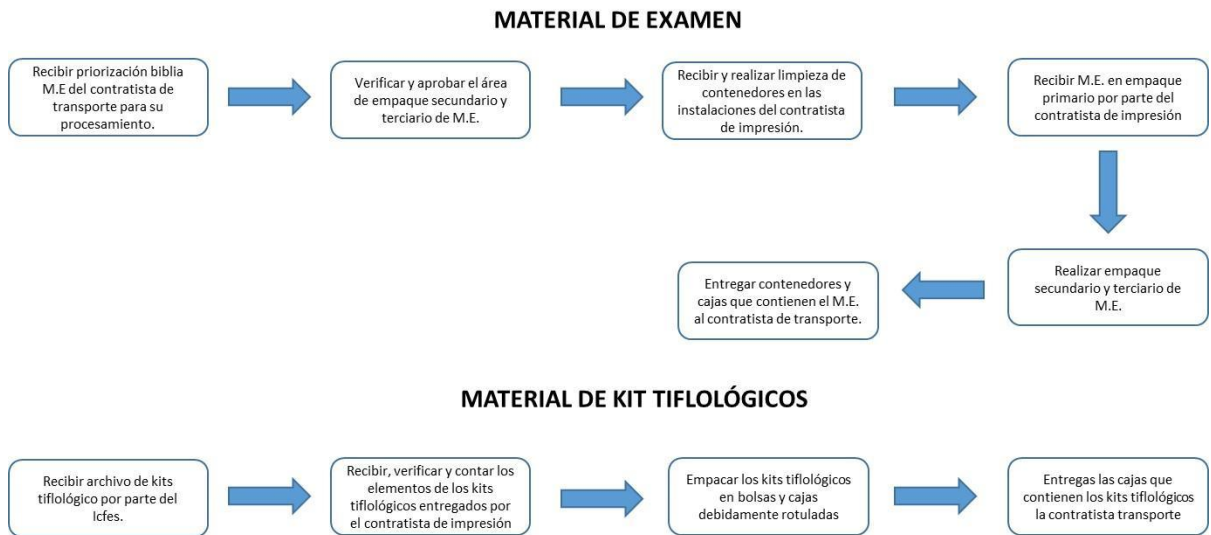 MATERIAL DE EXAMEN
Recibir priorización biblia
M.E del contratista de
transporte para su
procesamiento.
Verificar y aprobar el área
de empaque secundario y
terciario de M.E.
Recibir y realizar limpieza de
contenedores en las
instalaciones del contratista
de impresión.
Recibir M.E. en empaque
primario por parte del
contratista de impresión
Realizar empaque
secundario y terciario de
M.E.
Entregar contenedores y
cajas que contienen el M.E.
al contratista de transporte.
MATERIAL DE KIT TIFLOLÓGICOS
Recibir archivo de kits
tiflológico por parte del
Icfes.
Recibir, verificar y contar los
elementos de los kits
tiflológicos entregados por
el contratista de impresión
Empacar los kits tiflológicos
en bolsas y cajas
debidamente rotuladas
Entregas las cajas que
contienen los kits tiflológicos
la contratista transporte